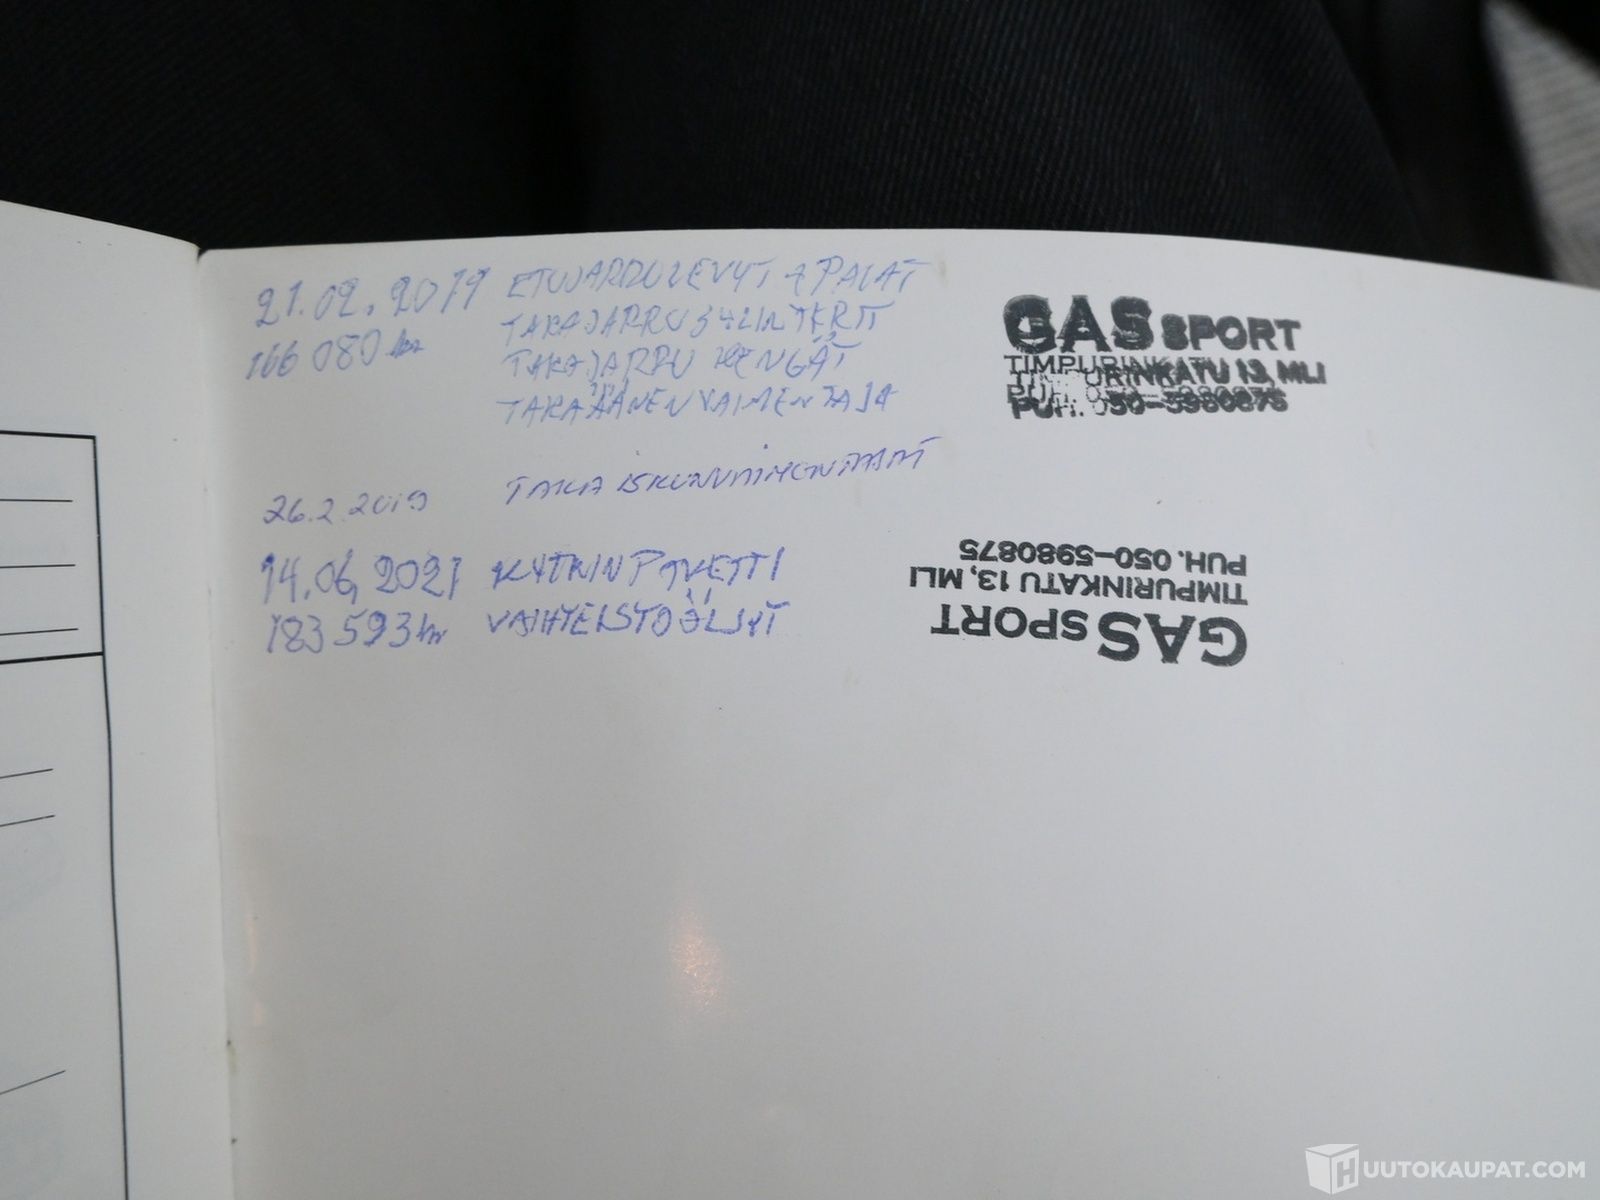 21.02.2019 ETUJARRULEVYT & PALAT
166 080 km TAKAJARRUSYLINTERIT
TAKAJARRU KENGÄT
TAKAÄÄNENVAIMENTAJA
26.2.2019 TAKA ISKUNVAIMENTIMET
14.06.2021 KYTKINPAKETTI
183 593 km VAIHTEISTOÖLJYT
GAS SPORT
TIMPURINKATU 13, MLI
PUH. 050-5980875
GAS SPORT
TIMPURINKATU 13, MLI
PUH. 050-5980875
HUUTOKAUPAT.COM